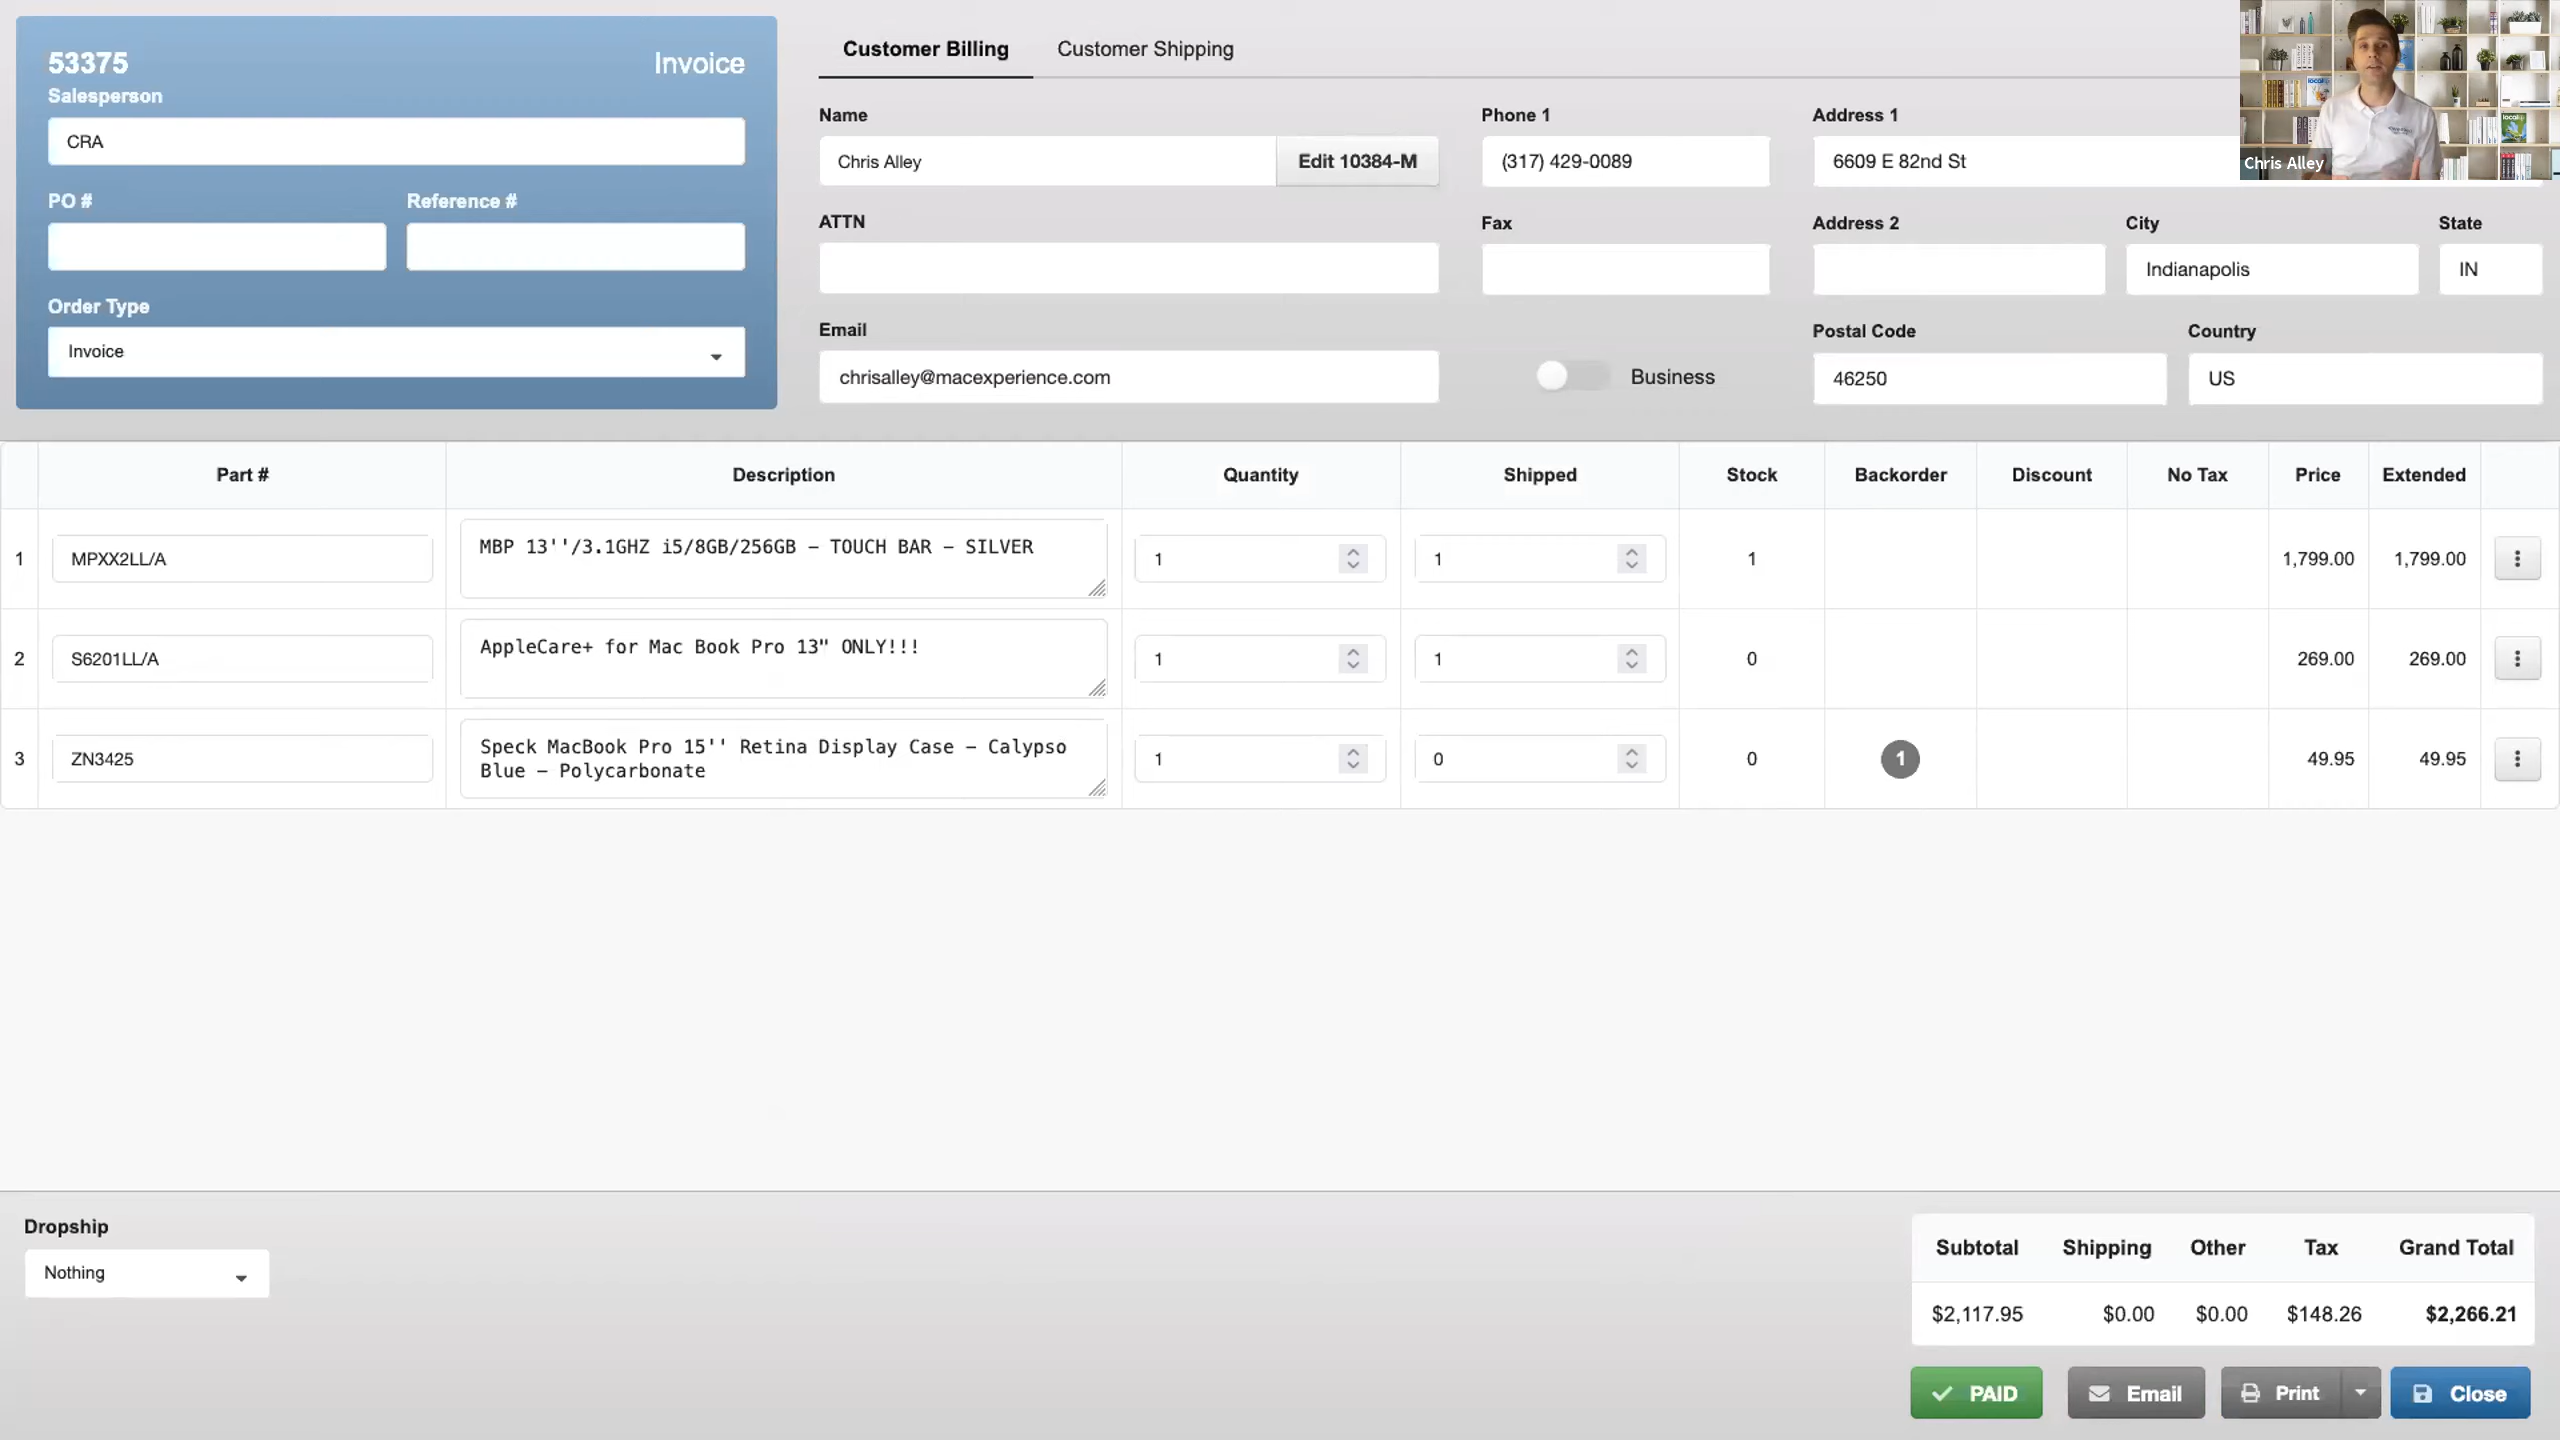 53375
Invoice
Salesperson
CRA
PO #
Reference #
Order Type
Invoice
Customer Billing
Customer Shipping
Name
Chris Alley
Edit 10384-M
Phone 1
(317) 429-0089
Address 1
6609 E 82nd St
ATTN
Fax
Address 2
City
Indianapolis
State
IN
Email
chrisalley@macexperience.com
Business
Postal Code
46250
Country
US
Chris Alley
Part # Description Quantity Shipped Stock Backorder Discount No Tax Price Extended
1 MPXX2LL/A MBP 13''/3.1GHZ i5/8GB/256GB – TOUCH BAR – SILVER 1 1 1 1,799.00 1,799.00
2 S6201LL/A AppleCare+ for Mac Book Pro 13" ONLY!!! 1 1 0 269.00 269.00
3 ZN3425 Speck MacBook Pro 15'' Retina Display Case – Calypso
Blue – Polycarbonate 1 0 0 1 49.95 49.95
Dropship
Nothing
Subtotal Shipping Other Tax Grand Total
$2,117.95 $0.00 $0.00 $148.26 $2,266.21
PAID Email Print Close